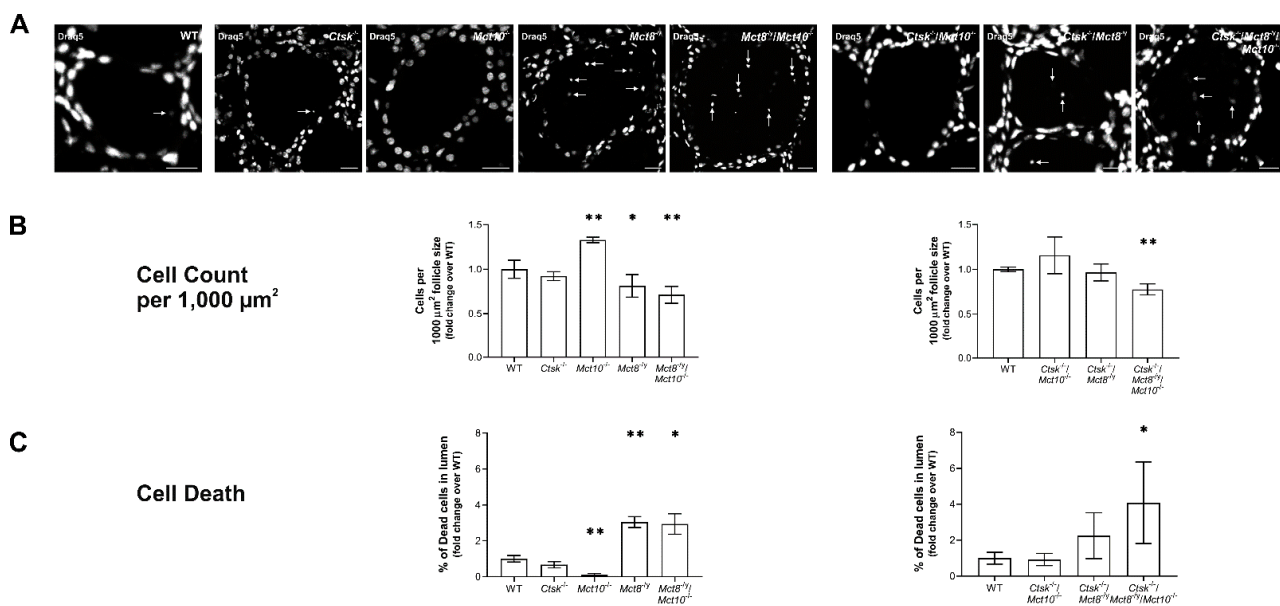 A
Draq5 WT
Draq5 Ctsk-/-
Draq5 Mct10-/-
Draq5 Mct8-/y
Draq5 Mct8-/y/Mct10-/-
Draq5 Ctsk-/-/Mct10-/-
Draq5 Ctsk-/-/Mct8-/y
Draq5 Ctsk-/-/Mct8-/y/
Mct10-/-
B
Cell Count
per 1,000 µm²
Cells per
1000 µm² follicle size
(fold change over WT)
1.5
1.0
0.5
0.0
** * **
WT Ctsk-/- Mct10-/- Mct8-/y Mct8-/y/
Mct10-/-
Cells per
1000 µm² follicle size
(fold change over WT)
1.5
1.0
0.5
0.0
**
WT Ctsk-/-/ Ctsk-/-/ Ctsk-/-/
Mct10-/- Mct8-/y Mct8-/y/
Mct10-/-
C
Cell Death
% of Dead cells in lumen
(fold change over WT)
8
6
4
2
0
** ** *
WT Ctsk-/- Mct10-/- Mct8-/y Mct8-/y/
Mct10-/-
% of Dead cells in lumen
(fold change over WT)
8
6
4
2
0
*
WT Ctsk-/-/ Ctsk-/-/ Ctsk-/-/
Mct10-/- Mct8-/y Mct8-/y/Mct10-/-